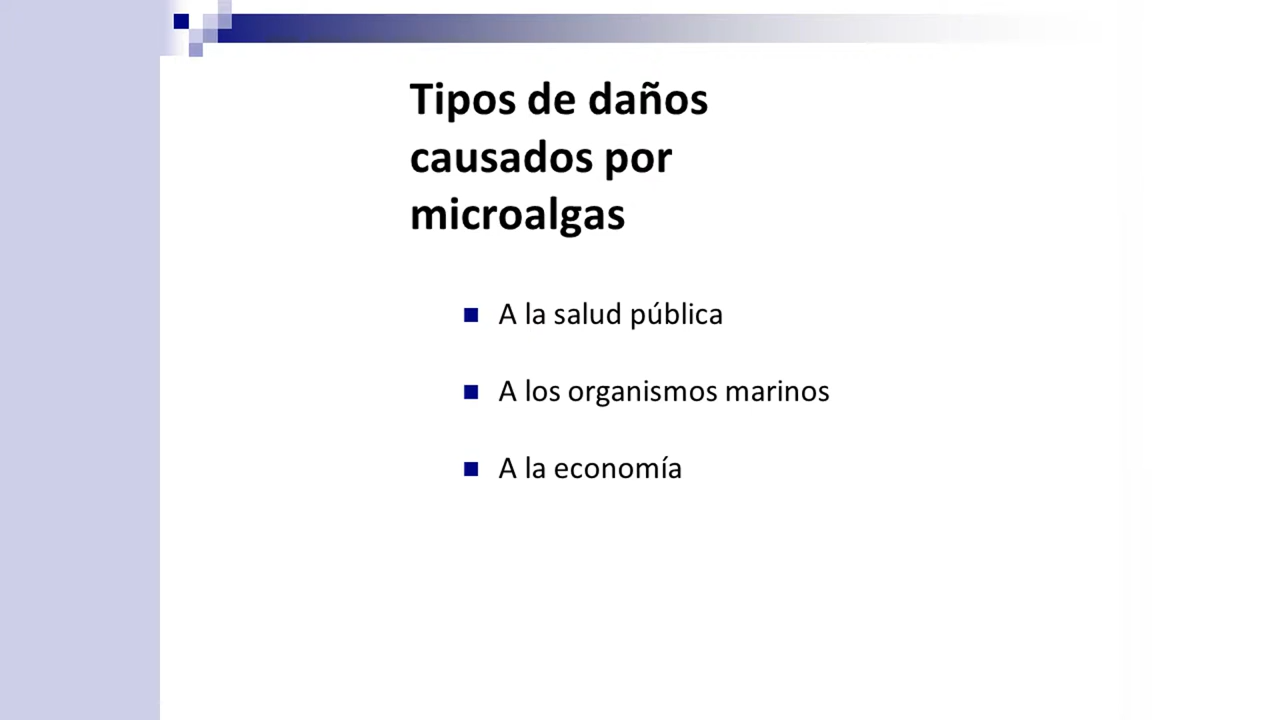 Tipos de daños
causados por
microalgas
A la salud pública
A los organismos marinos
A la economía